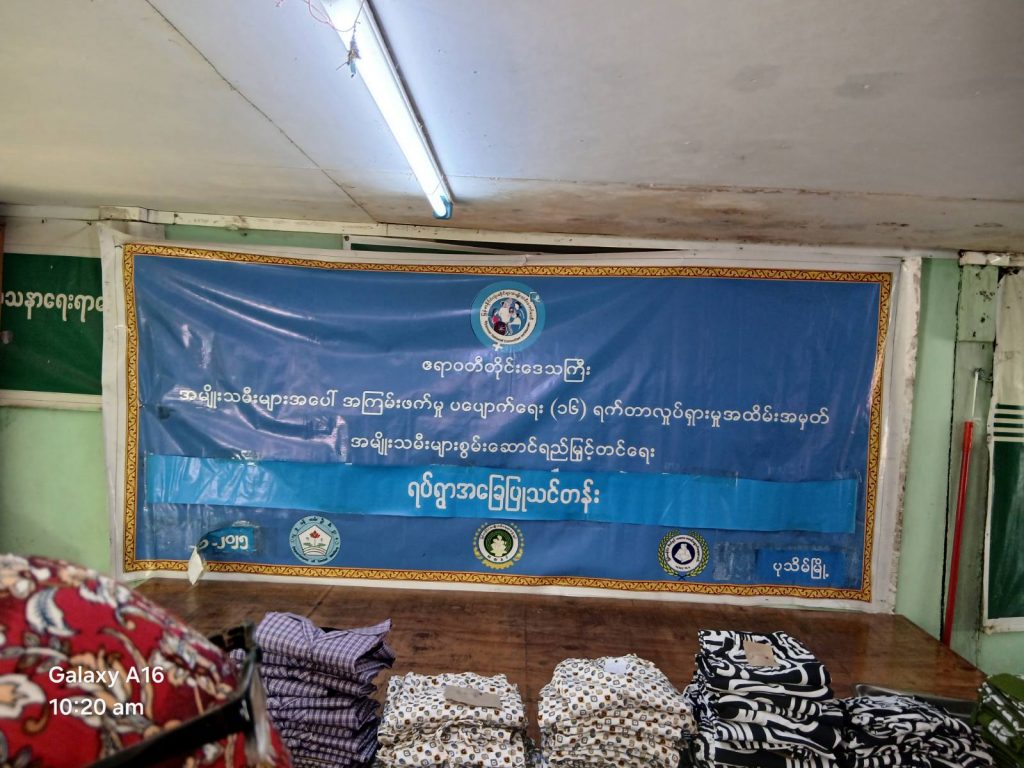 ဧရာဝတီတိုင်းဒေသကြီး
အမျိုးသမီးများအပေါ် အကြမ်းဖက်မှု ပပျောက်ရေး (၁၆) ရက်တာလှုပ်ရှားမှုအထိမ်းအမှတ်
အမျိုးသမီးများစွမ်းဆောင်ရည်မြှင့်တင်ရေး
ရပ်ရွာအခြေပြုသင်တန်း
၂၀၂၅
ပုသိမ်မြို့
Galaxy A16
10:20 am